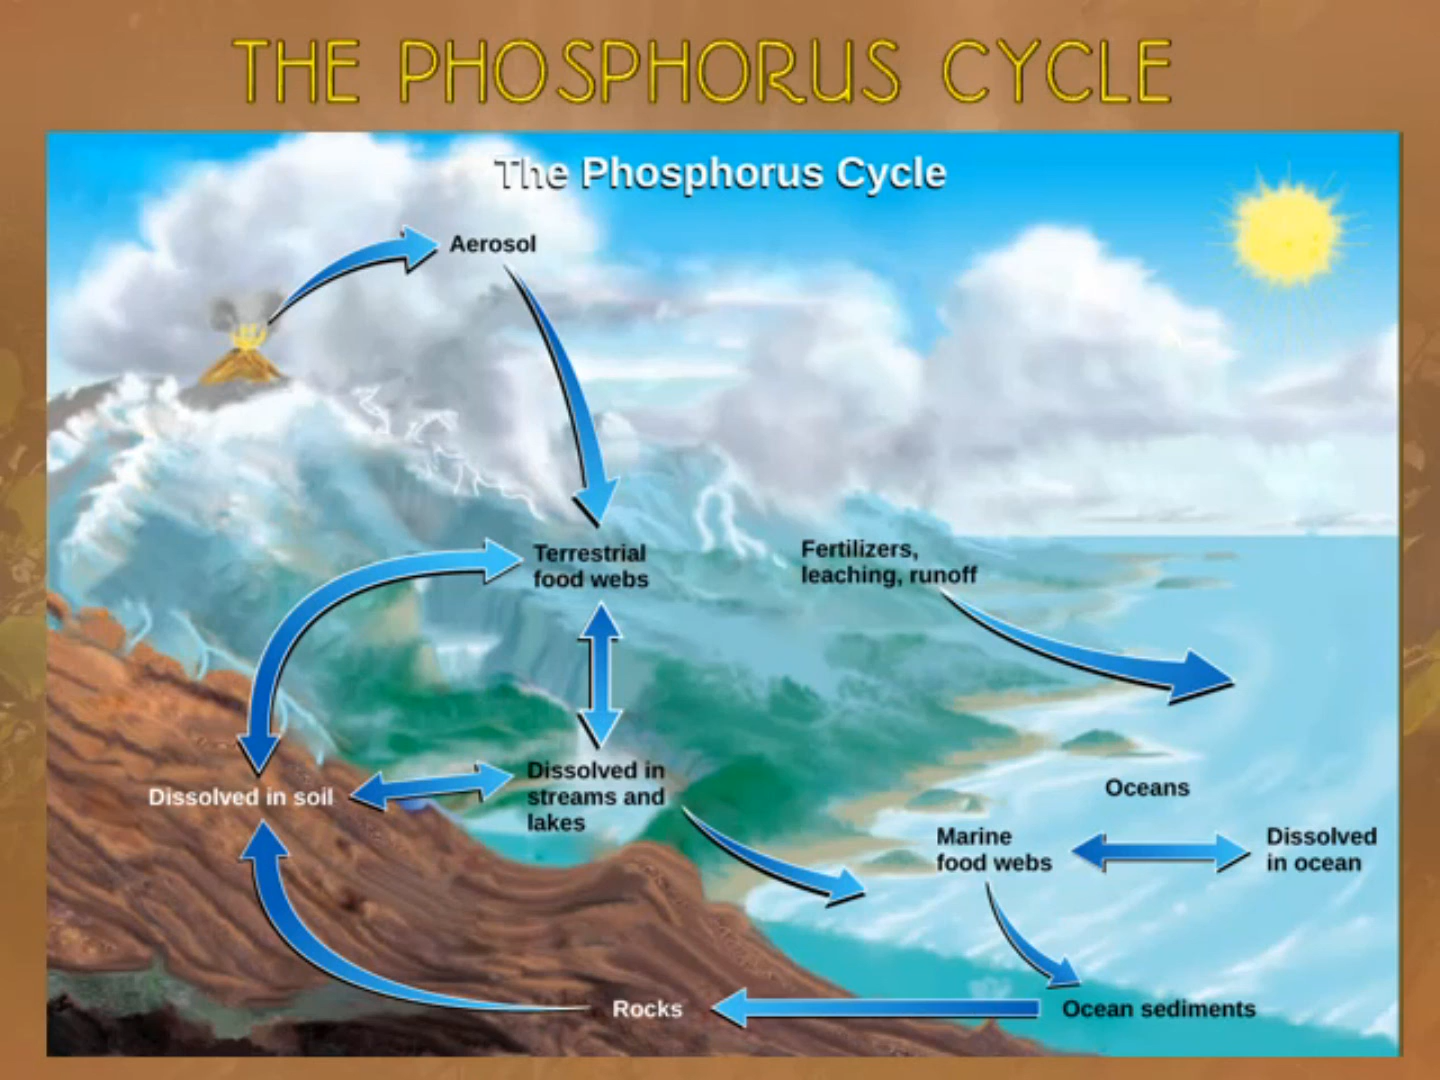 THE PHOSPHORUS CYCLE
The Phosphorus Cycle
Aerosol
Terrestrial
food webs
Fertilizers,
leaching, runoff
Dissolved in soil
Dissolved in
streams and
lakes
Oceans
Marine
food webs
Dissolved
in ocean
Rocks
Ocean sediments